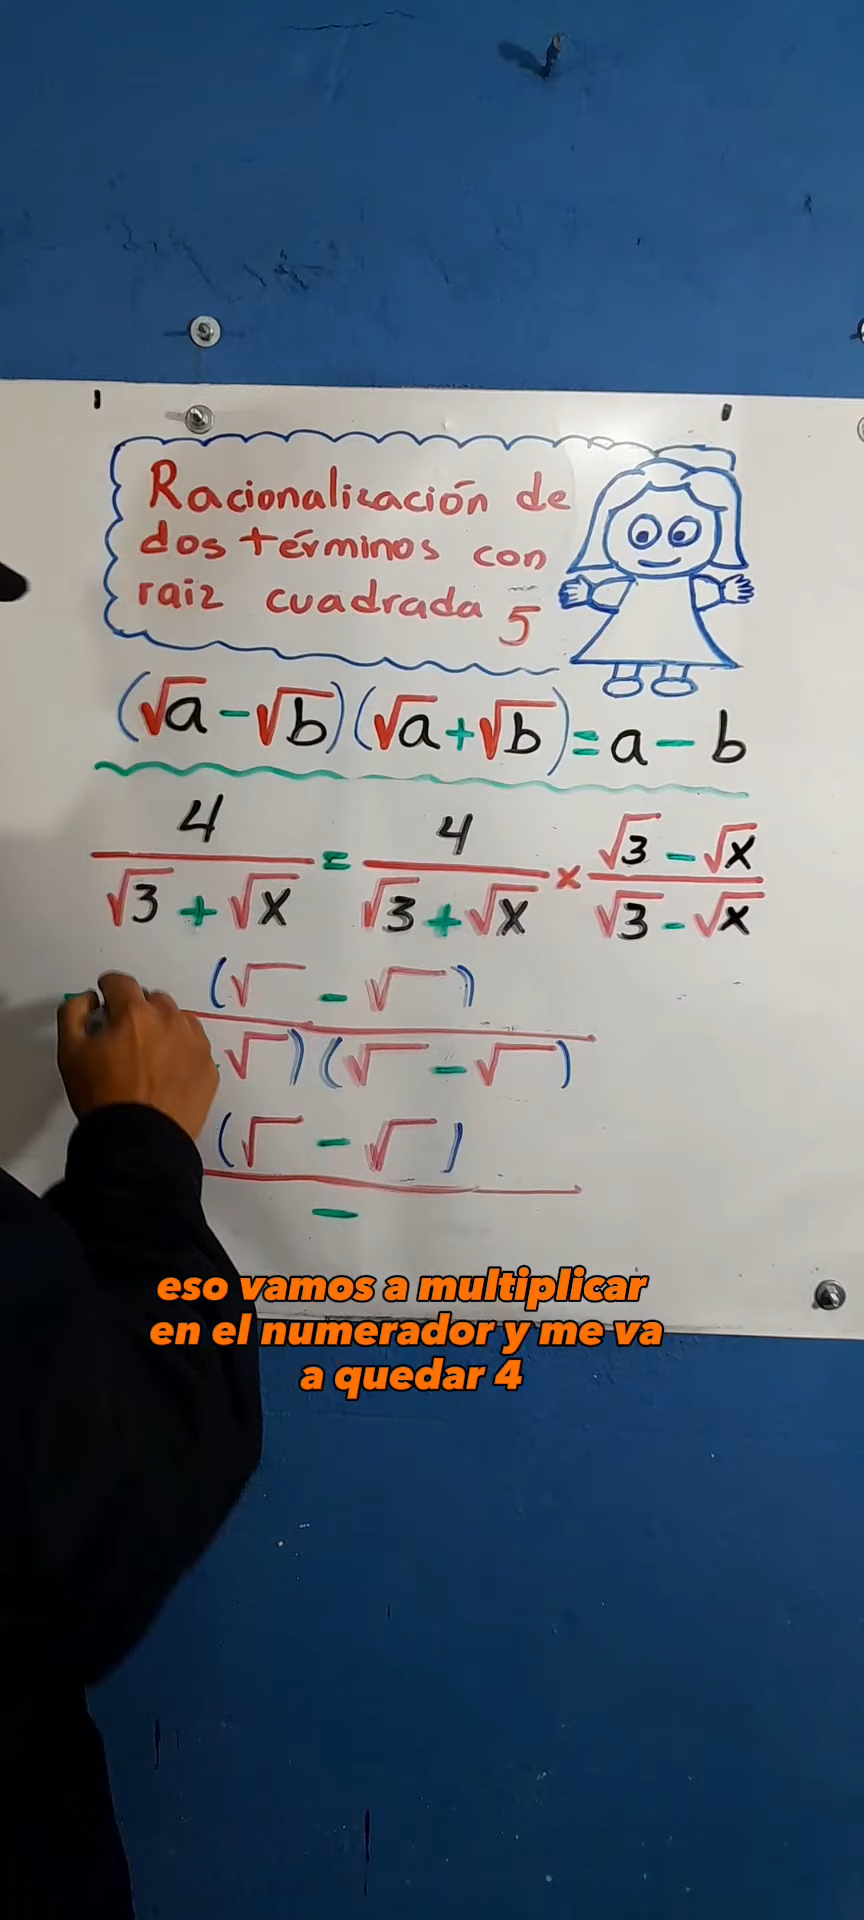 Racionalización de
dos términos con
raiz cuadrada 5
(√a - √b)(√a + √b) = a - b
4/(√3 + √x) = 4/(√3 + √x) x (√3 - √x)/(√3 - √x)
(√ - √)
√)(√ - √)
(√ - √)
-
eso vamos a multiplicar
en el numerador y me va
a quedar 4